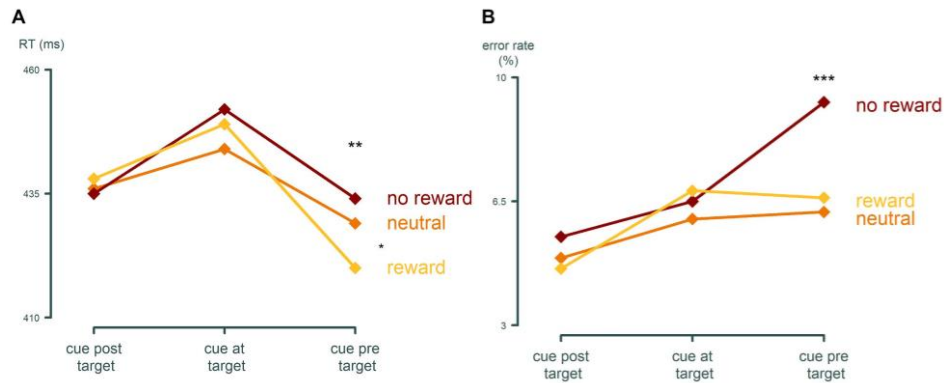 A
RT (ms)
460
435
410
**
no reward
neutral
*
reward
cue post
target
cue at
target
cue pre
target
B
error rate
(%)
10
6.5
3
***
no reward
reward
neutral
cue post
target
cue at
target
cue pre
target